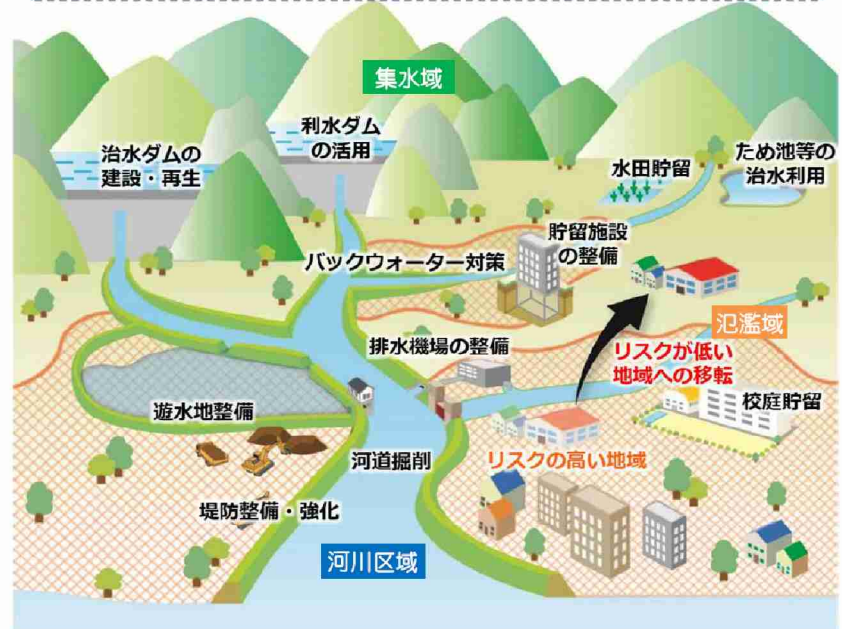 集水域
治水ダムの
建設・再生
利水ダム
の活用
水田貯留
ため池等の
治水利用
貯留施設
の整備
バックウォーター対策
氾濫域
排水機場の整備
リスクが低い
地域への移転
遊水地整備
校庭貯留
河道掘削
リスクの高い地域
堤防整備・強化
河川区域